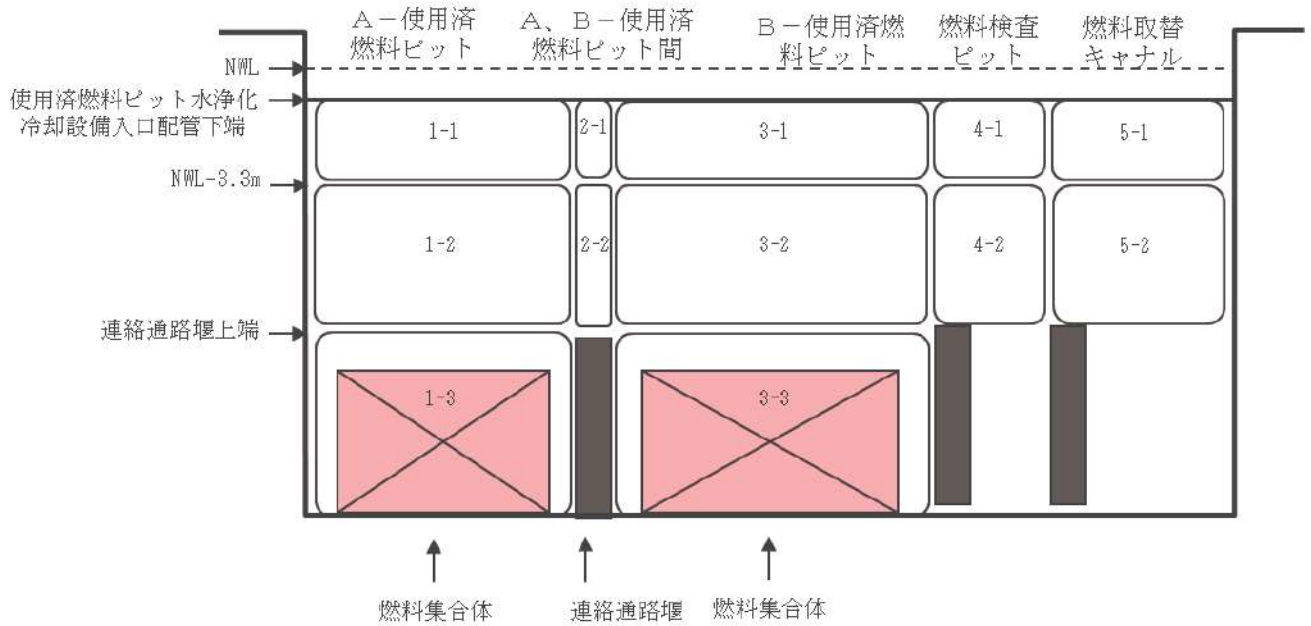 A－使用済
燃料ピット
A、B－使用済
燃料ピット間
B－使用済燃
料ピット
燃料検査
ピット
燃料取替
キャナル
NWL
使用済燃料ピット水浄化
冷却設備入口配管下端
1-1
2-1
3-1
4-1
5-1
NWL-3.3m
1-2
2-2
3-2
4-2
5-2
連絡通路堰上端
1-3
3-3
燃料集合体
連絡通路堰
燃料集合体